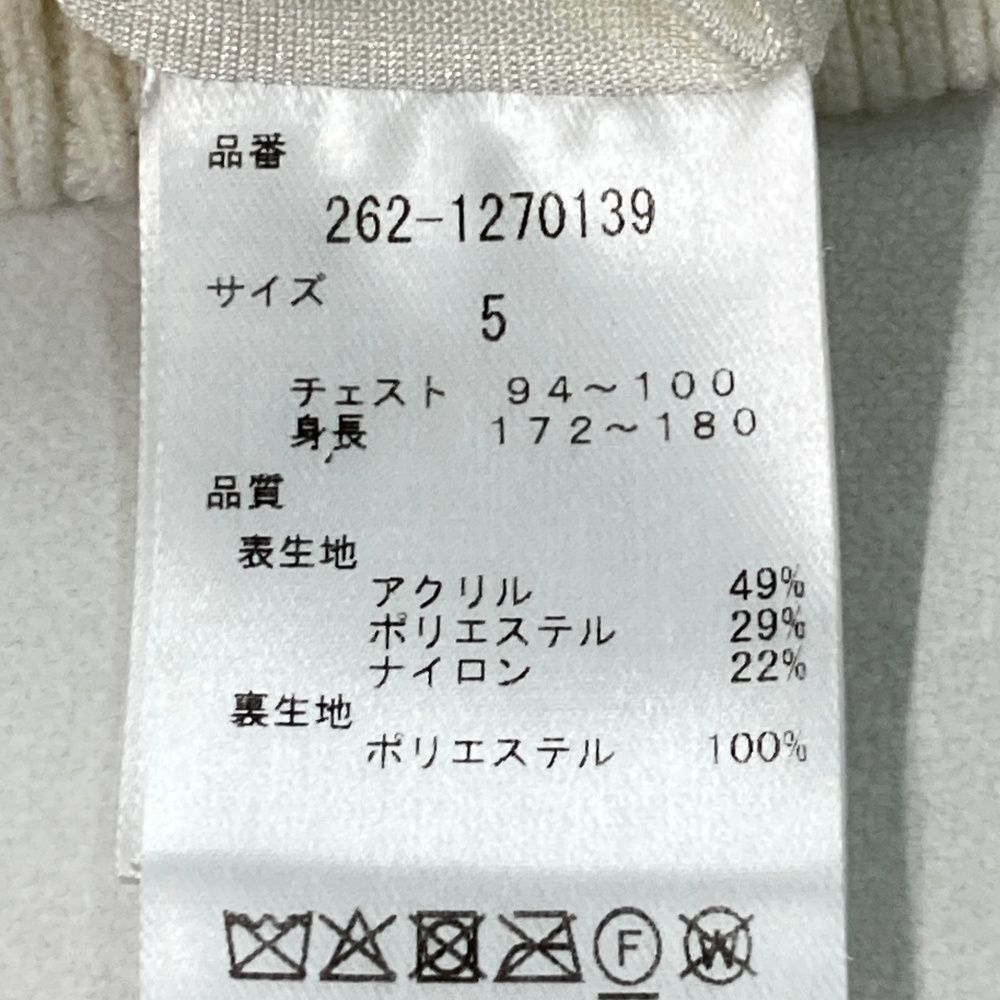 品番
262-1270139
サイズ
5
チェスト 94～100
身長 172～180
品質
表生地
アクリル 49%
ポリエステル 29%
ナイロン 22%
裏生地
ポリエステル 100%
F W